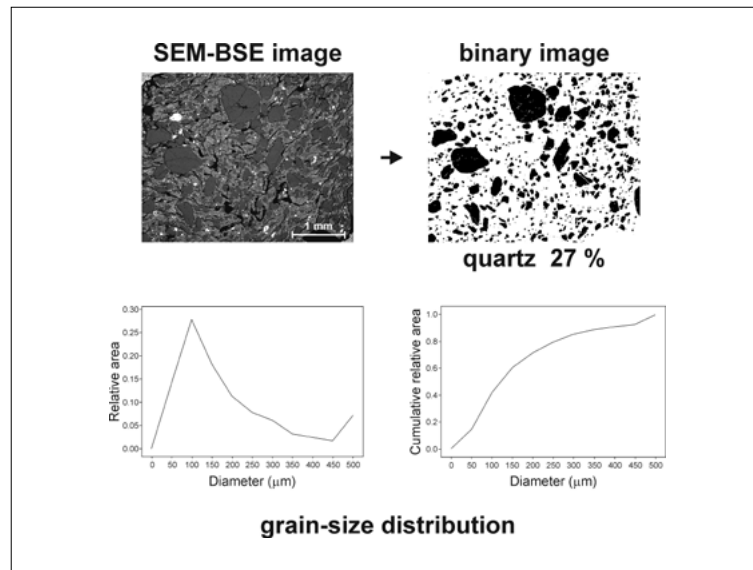 SEM-BSE image
binary image
1 mm
quartz 27 %
Relative area
0.30
0.25
0.20
0.15
0.10
0.05
0.00
0 50 100 150 200 250 300 350 400 450 500
Diameter (μm)
Cumulative relative area
1.0
0.8
0.6
0.4
0.2
0.0
0 50 100 150 200 250 300 350 400 450 500
Diameter (μm)
grain-size distribution